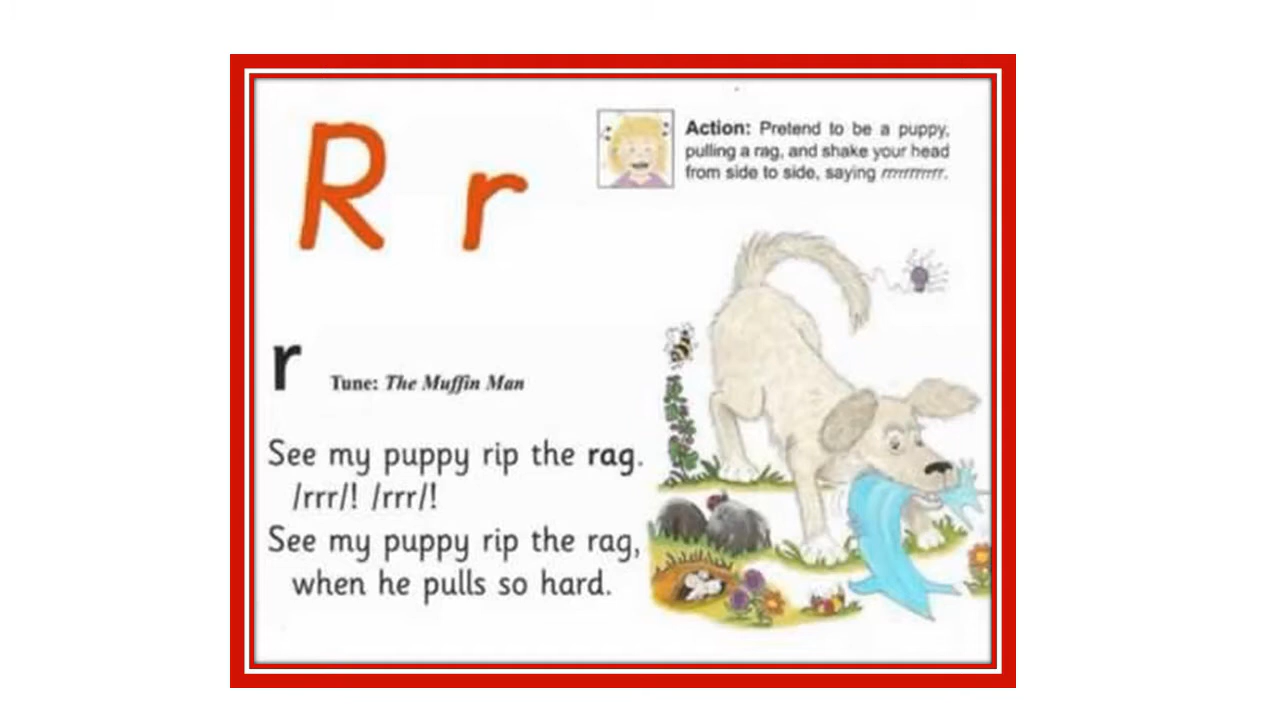 R r
Action: Pretend to be a puppy,
pulling a rag, and shake your head
from side to side, saying rrrrrrrrrr.
r Tune: The Muffin Man
See my puppy rip the rag.
/rrr/! /rrr/!
See my puppy rip the rag,
when he pulls so hard.